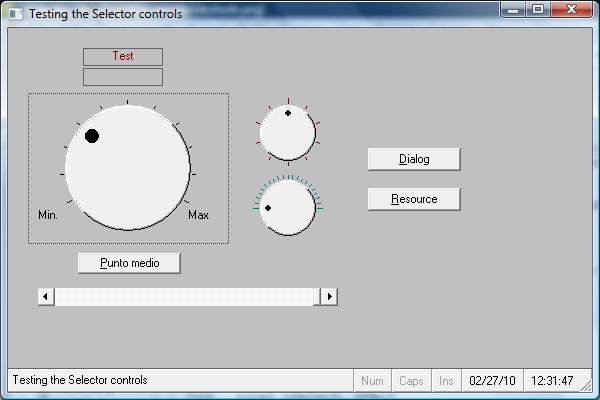 Testing the Selector controls
Test
Min.
Max.
Punto medio
Dialog
Resource
Testing the Selector controls
Num
Caps
Ins
02/27/10
12:31:47